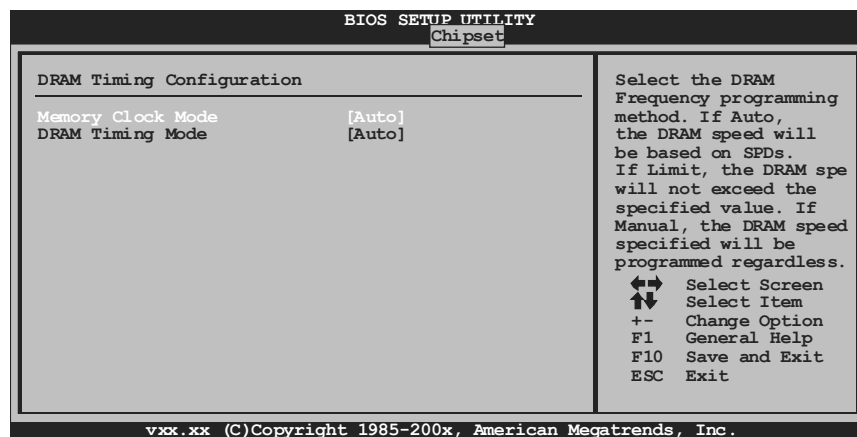 BIOS SETUP UTILITY
Chipset
DRAM Timing Configuration
Memory Clock Mode [Auto]
DRAM Timing Mode [Auto]
Select the DRAM
Frequency programming
method. If Auto,
the DRAM speed will
be based on SPDs.
If Limit, the DRAM spe
will not exceed the
specified value. If
Manual, the DRAM speed
specified will be
programmed regardless.
Select Screen
Select Item
+- Change Option
F1 General Help
F10 Save and Exit
ESC Exit
vxx.xx (C)Copyright 1985-200x, American Megatrends, Inc.